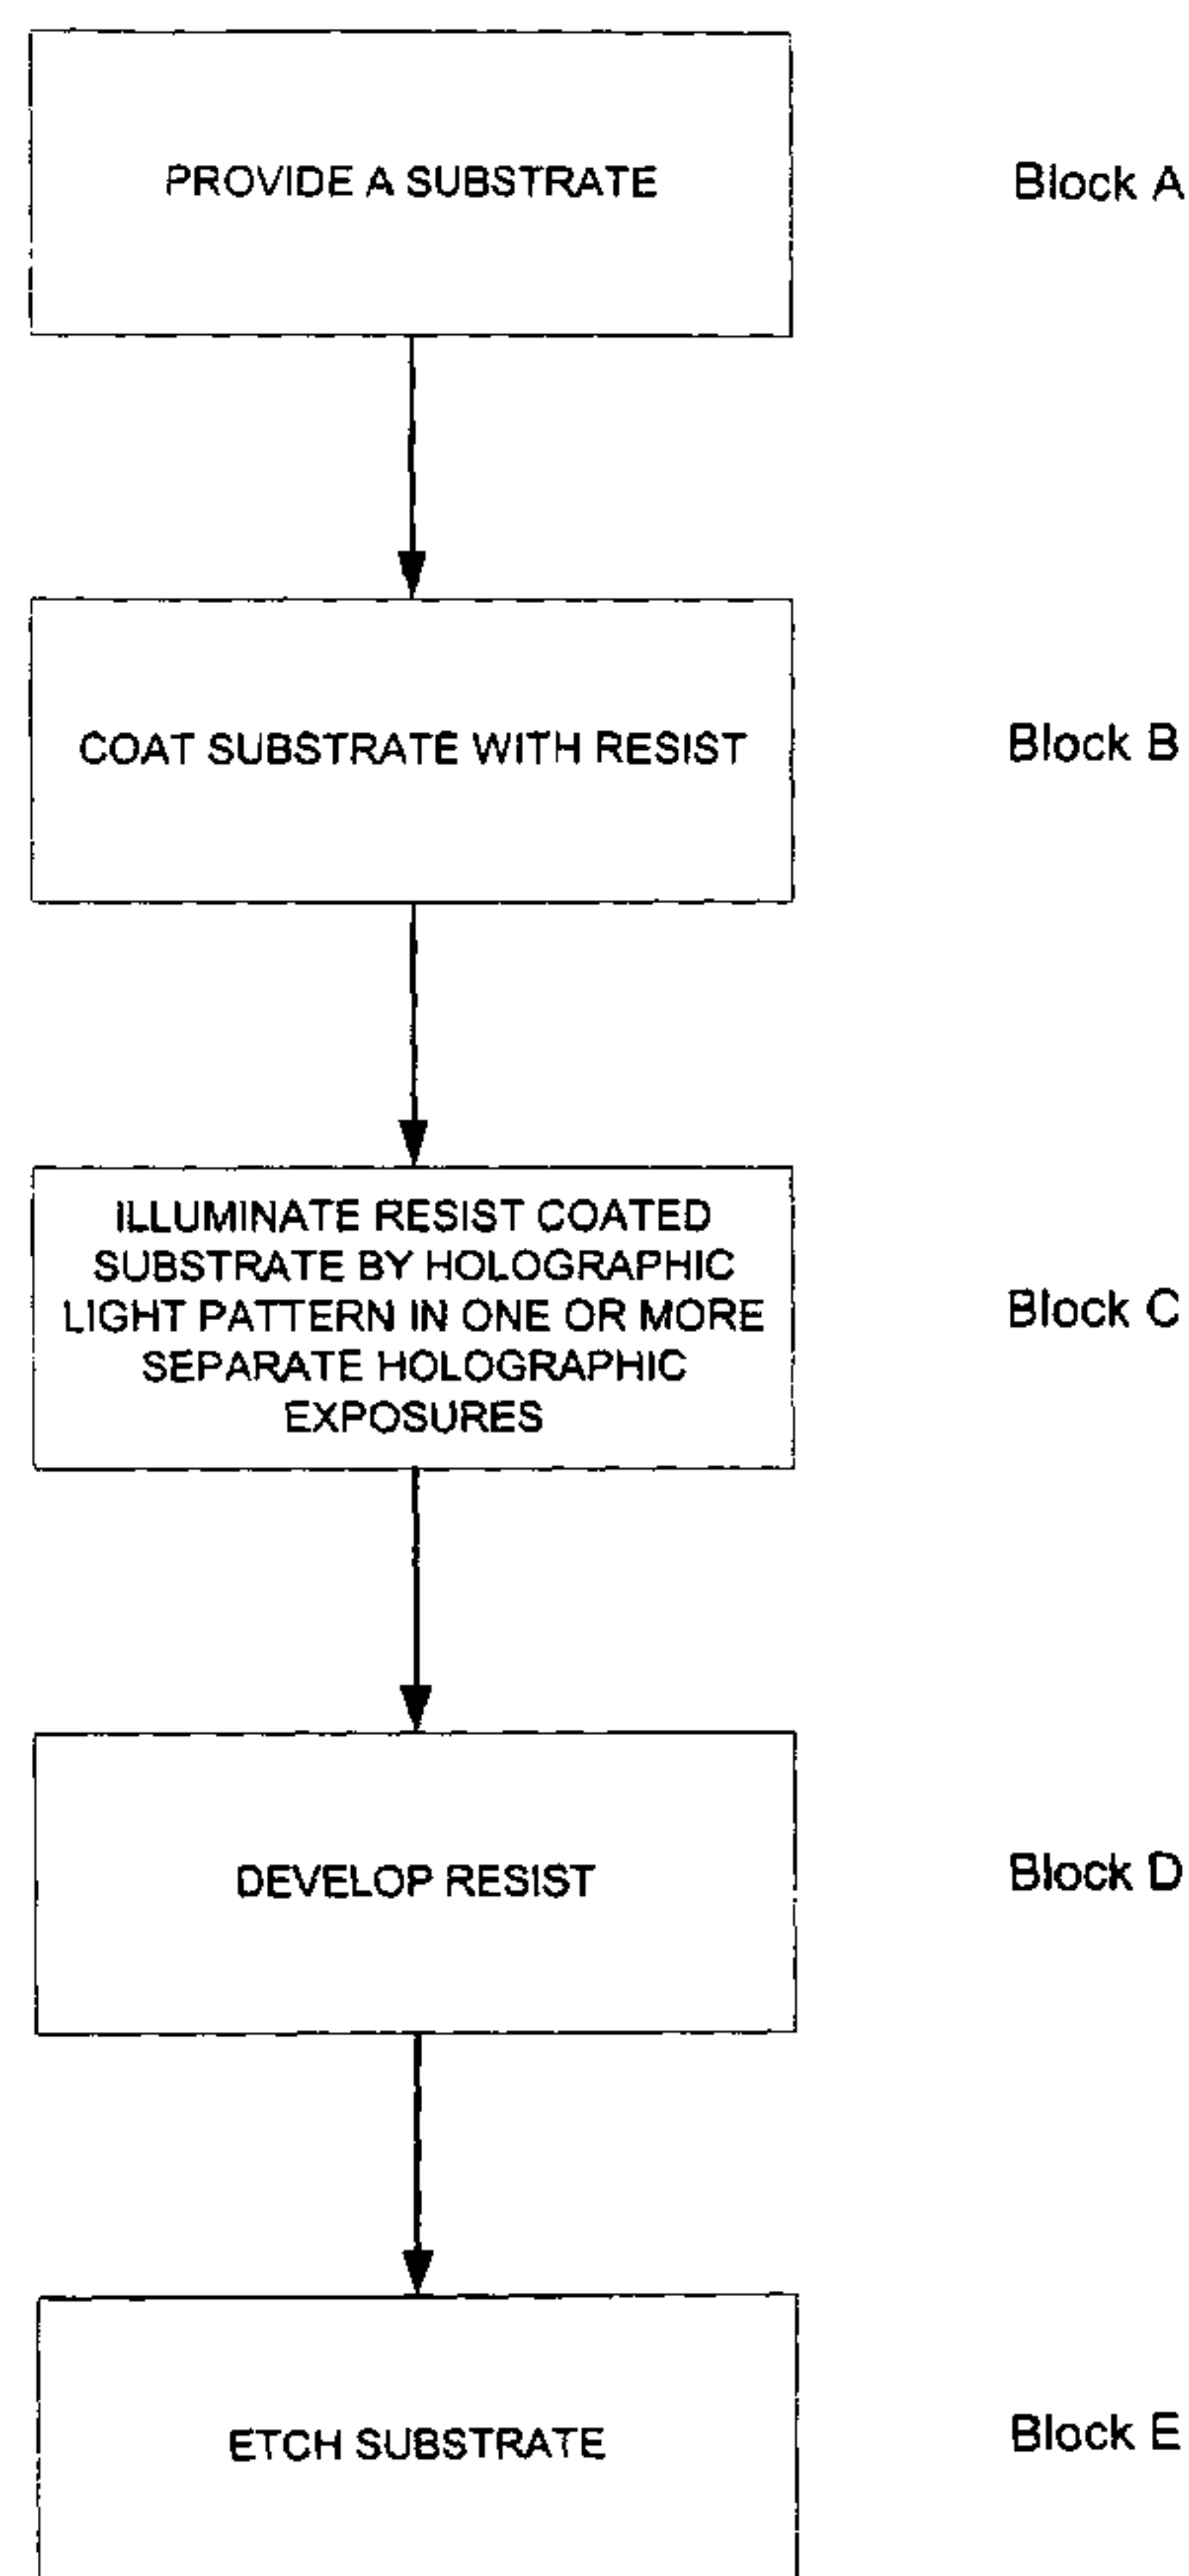 PROVIDE A SUBSTRATE
Block A
COAT SUBSTRATE WITH RESIST
Block B
ILLUMINATE RESIST COATED
SUBSTRATE BY HOLOGRAPHIC
LIGHT PATTERN IN ONE OR MORE
SEPARATE HOLOGRAPHIC
EXPOSURES
Block C
DEVELOP RESIST
Block D
ETCH SUBSTRATE
Block E